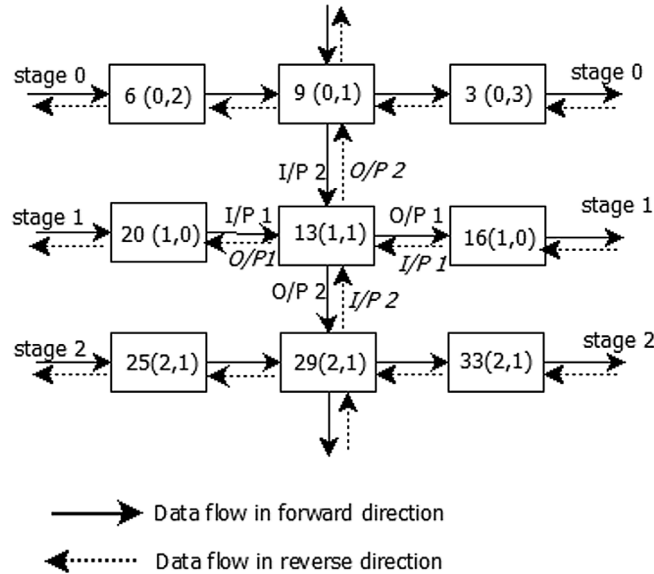 stage 0
stage 0
6 (0,2)
9 (0,1)
3 (0,3)
I/P 2
O/P 2
stage 1
I/P 1
O/P 1
stage 1
20 (1,0)
13(1,1)
16(1,0)
O/P1
I/P 1
O/P 2
I/P 2
stage 2
stage 2
25(2,1)
29(2,1)
33(2,1)
Data flow in forward direction
Data flow in reverse direction